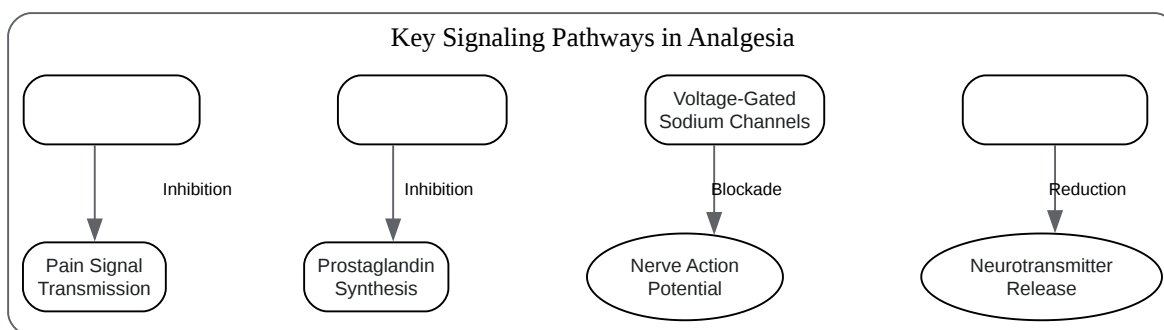 Key Signaling Pathways in Analgesia
Voltage-Gated
Sodium Channels
Inhibition
Inhibition
Blockade
Reduction
Pain Signal
Transmission
Prostaglandin
Synthesis
Nerve Action
Potential
Neurotransmitter
Release